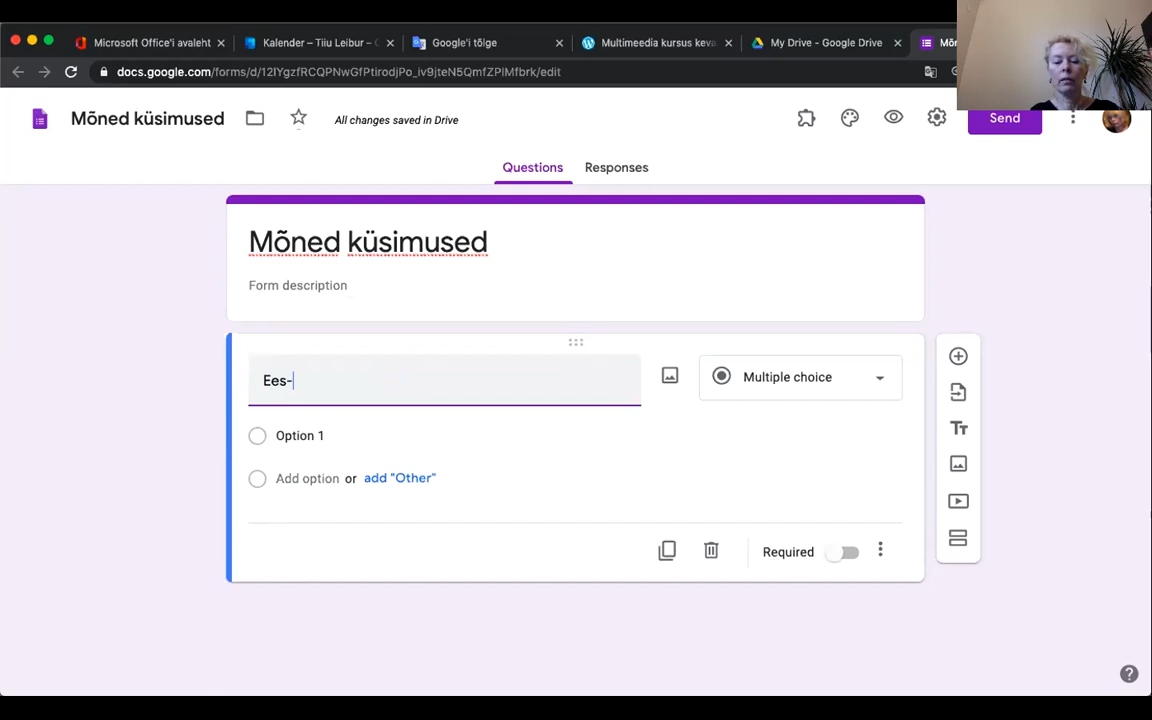 Microsoft Office'i avaleht
Kalender – Tiiu Leibur –
Google'i tõlge
Multimeedia kursus keva
My Drive - Google Drive
docs.google.com/forms/d/12IYgzfRCQPNwGfPtirodjPo_iv9jteN5QmfZPlMfbrk/edit
Mõned küsimused
All changes saved in Drive
Send
Questions
Responses
Mõned küsimused
Form description
Ees-
Multiple choice
Option 1
Add option or add "Other"
Required